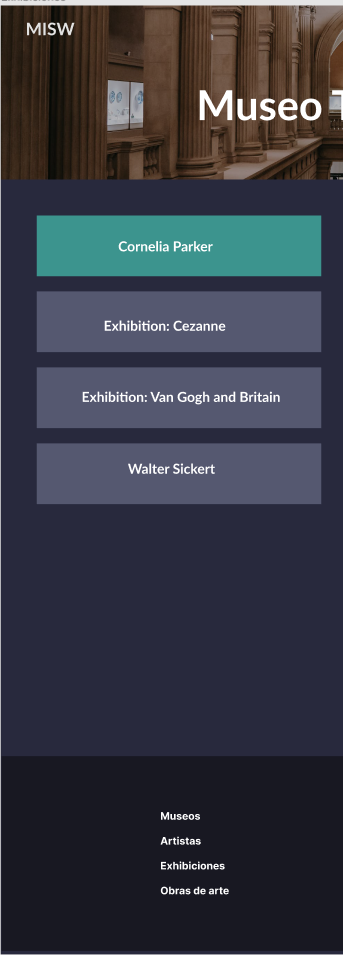 MISW
Museo
Cornelia Parker
Exhibition: Cezanne
Exhibition: Van Gogh and Britain
Walter Sickert
Museos
Artistas
Exhibiciones
Obras de arte